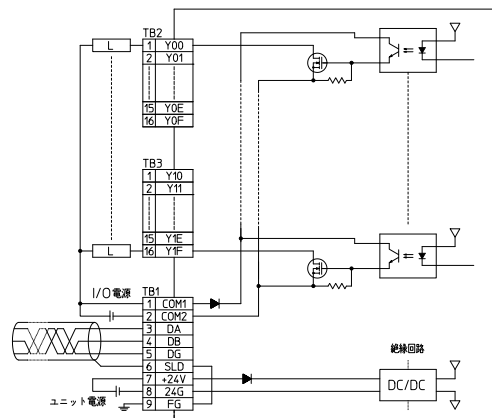 TB2
L 1 Y00
2 Y01
15 Y0E
16 Y0F
TB3
1 Y10
2 Y11
15 Y1E
L 16 Y1F
I/O電源
TB1
1 COM1
2 COM2
3 DA
4 DB
5 DG
6 SLD
7 +24V
8 24G
9 FG
ユニット電源
絶縁回路
DC/DC